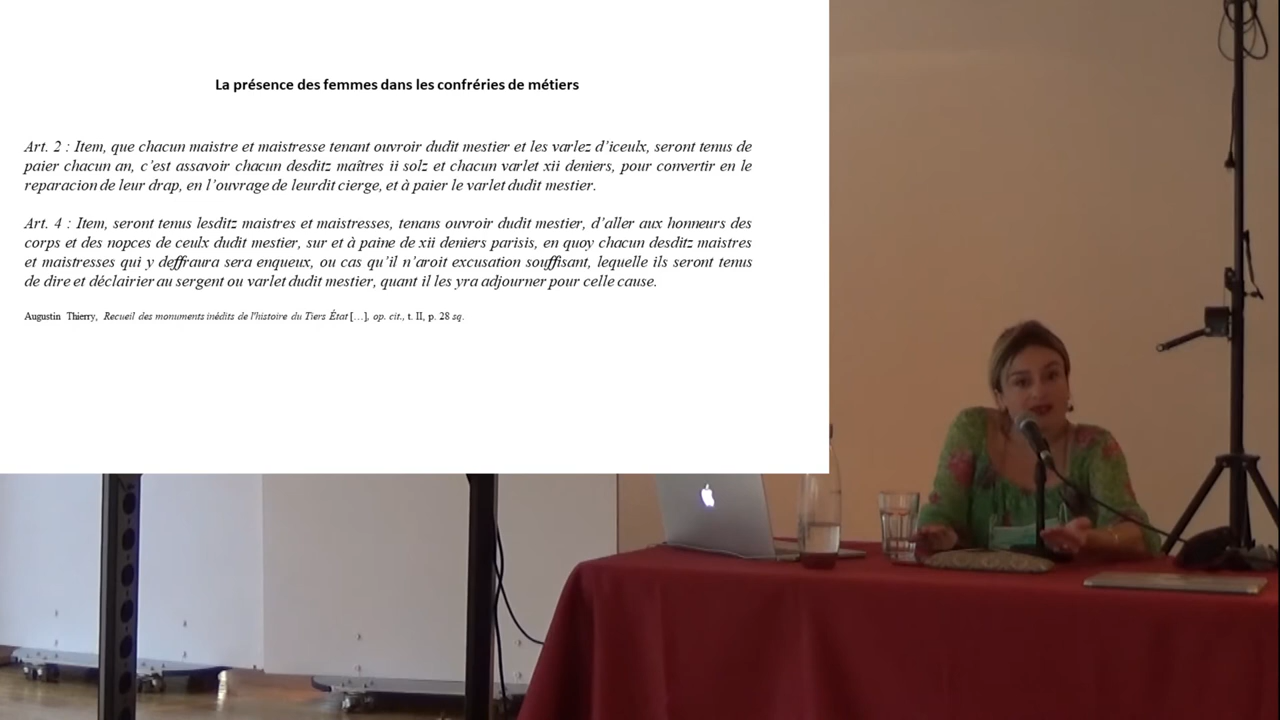 La présence des femmes dans les confréries de métiers
Art. 2 : Item, que chacun maistre et maistresse tenant ouvroir dudit mestier et les varlez d’iceulx, seront tenus de
paier chacun an, c’est assavoir chacun desditz maîtres ii solz et chacun varlet xii deniers, pour convertir en le
reparacion de leur drap, en l’ouvrage de leurdit cierge, et à paier le varlet dudit mestier.
Art. 4 : Item, seront tenus lesditz maistres et maistresses, tenans ouvroir dudit mestier, d’aller aux honneurs des
corps et des nopces de ceulx dudit mestier, sur et à paine de xii deniers parisis, en quoy chacun desditz maistres
et maistresses qui y deffraura sera enqueux, ou cas qu’il n’aroit excusation souffisant, lequelle ils seront tenus
de dire et déclairier au sergent ou varlet dudit mestier, quant il les yra adjourner pour celle cause.
Augustin Thierry, Recueil des monuments inédits de l'histoire du Tiers État [...], op. cit., t. II, p. 28 sq.